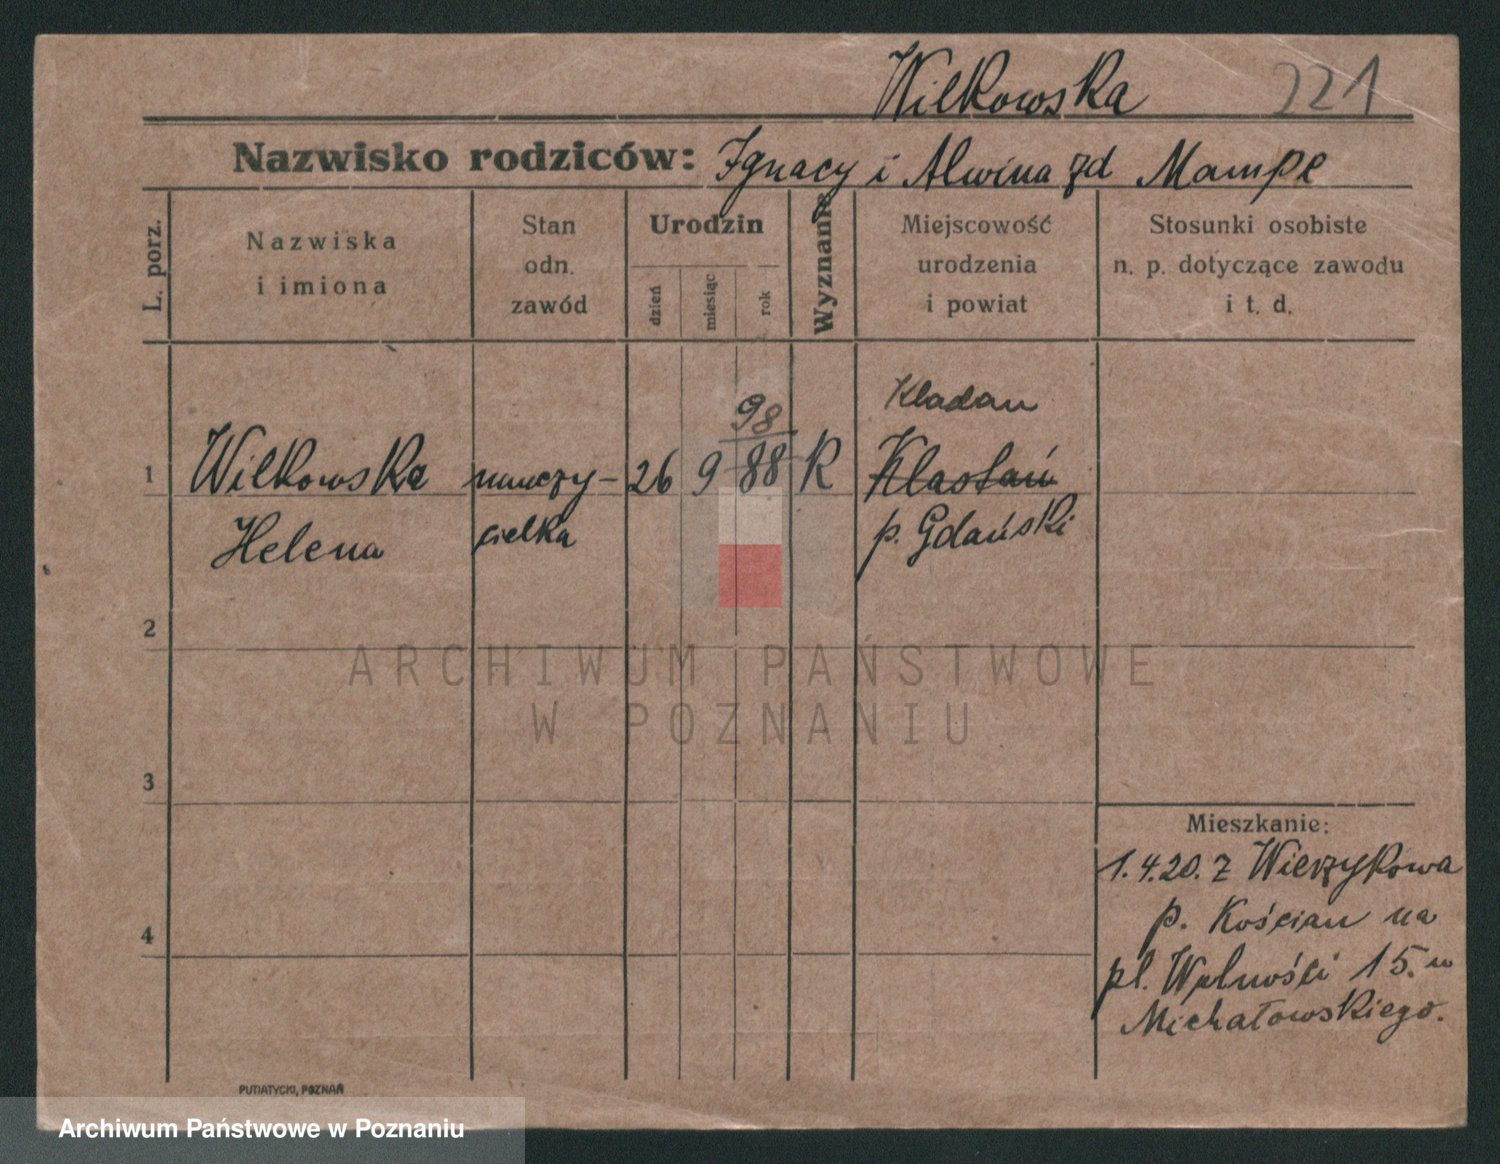 Wilkowska 221
Nazwisko rodziców: Ignacy i Alwina zd Mampe
L. porz.
Nazwiska
i imiona
Stan
odn.
zawód
Urodzin
dzień
miesiąc
rok
Wyznanie
Miejscowość
urodzenia
i powiat
Stosunki osobiste
n. p. dotyczące zawodu
i t. d.
Kladau
98
1 Wilkowska nauczy- 26 9 88 R Klastań
Helena cielka p. Gdański
2
ARCHIWUM PAŃSTWOWE
W POZNANIU
3
Mieszkanie:
1.4.20. z Wierzykowa
4
p. Kościan na
pl. Wolności 15. u
Michałowskiego.
PUTIATYCKI, POZNAŃ
Archiwum Państwowe w Poznaniu